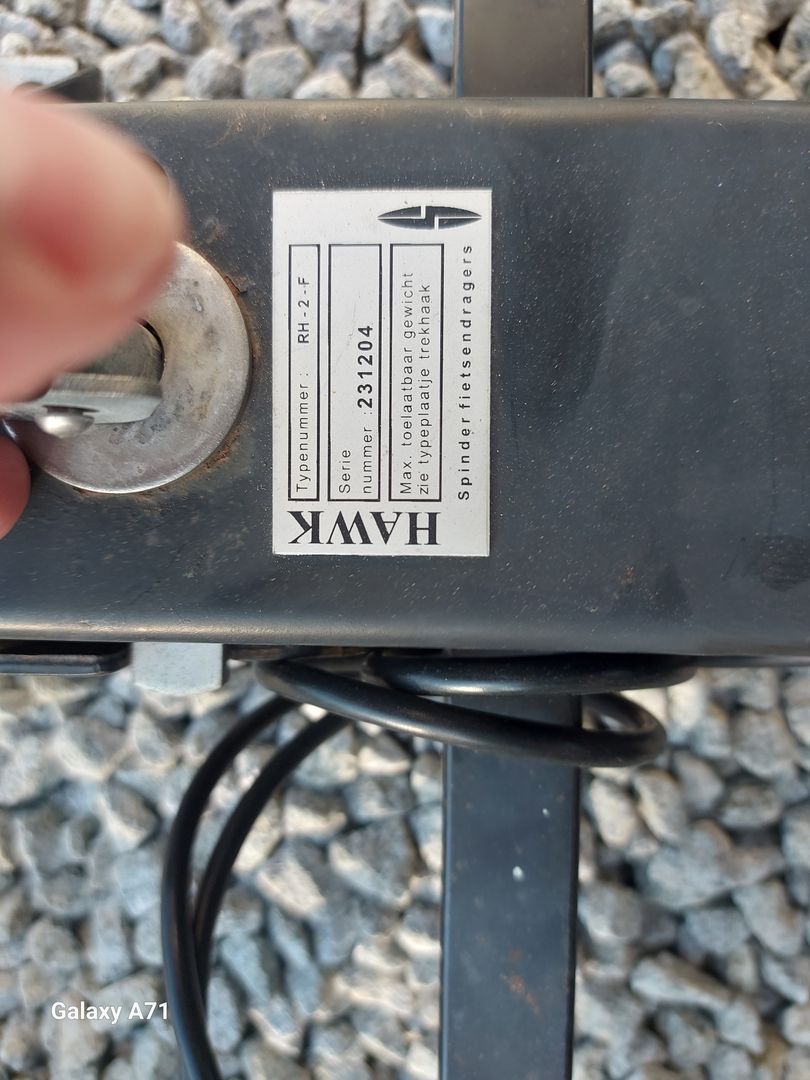 HAWK
Typenummer: RH-2-F
Serie
nummer : 231204
Max. toelaatbaar gewicht
zie typeplaatje trekhaak
Spinder fietsendragers
Galaxy A71